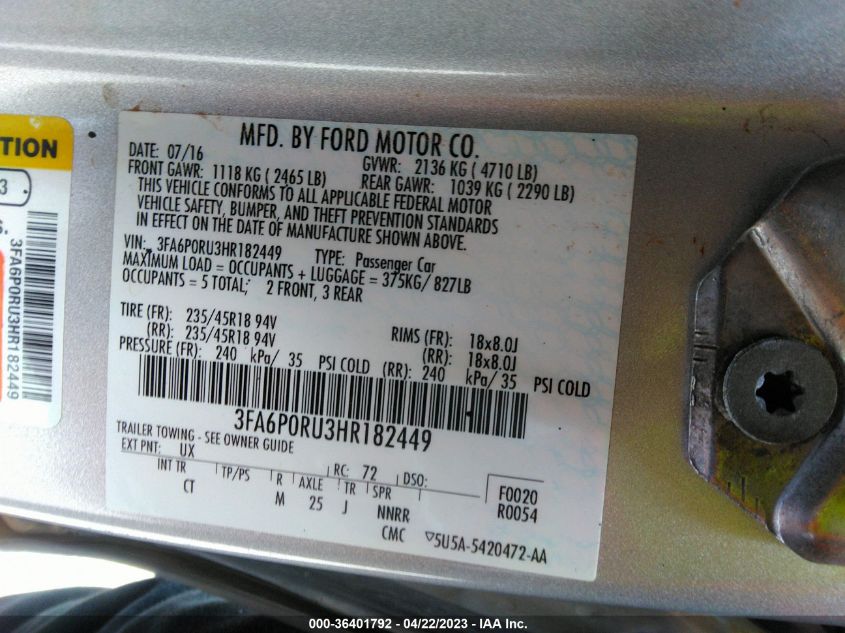 TION
3
3FA6P0RU3HR182449
MFD. BY FORD MOTOR CO.
DATE: 07/16 GVWR: 2136 KG ( 4710 LB)
FRONT GAWR: 1118 KG ( 2465 LB) REAR GAWR: 1039 KG ( 2290 LB)
THIS VEHICLE CONFORMS TO ALL APPLICABLE FEDERAL MOTOR
VEHICLE SAFETY, BUMPER, AND THEFT PREVENTION STANDARDS
IN EFFECT ON THE DATE OF MANUFACTURE SHOWN ABOVE.
VIN: 3FA6P0RU3HR182449 TYPE: Passenger Car
MAXIMUM LOAD = OCCUPANTS + LUGGAGE = 375KG/ 827LB
OCCUPANTS = 5 TOTAL; 2 FRONT, 3 REAR
TIRE (FR): 235/45R18 94V RIMS (FR): 18x8.0J
(RR): 235/45R18 94V (RR): 18x8.0J
PRESSURE (FR): 240 kPa/ 35 PSI COLD (RR): 240 kPa/ 35 PSI COLD
3FA6P0RU3HR182449
TRAILER TOWING - SEE OWNER GUIDE
EXT PNT: UX RC: 72 DSO:
INT TR TP/PS R AXLE TR SPR F0020
CT M 25 J NNRR R0054
CMC ▽5U5A-5420472-AA
000-36401792 - 04/22/2023 - IAA Inc.